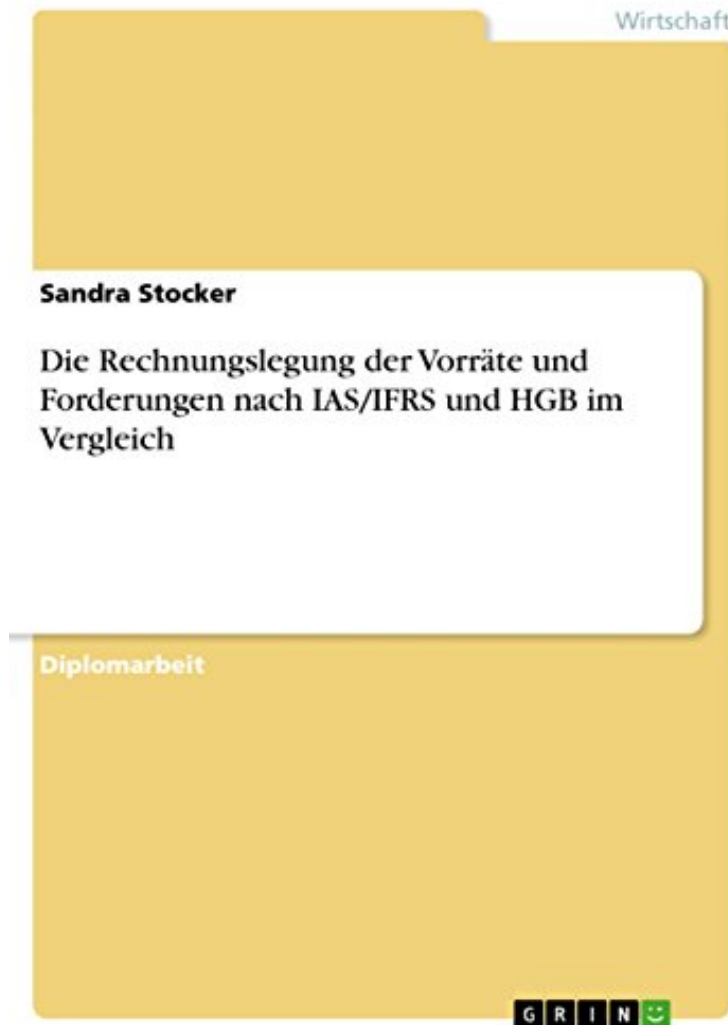 Wirtschaft
Sandra Stocker
Die Rechnungslegung der Vorräte und
Forderungen nach IAS/IFRS und HGB im
Vergleich
Diplomarbeit
GRIN